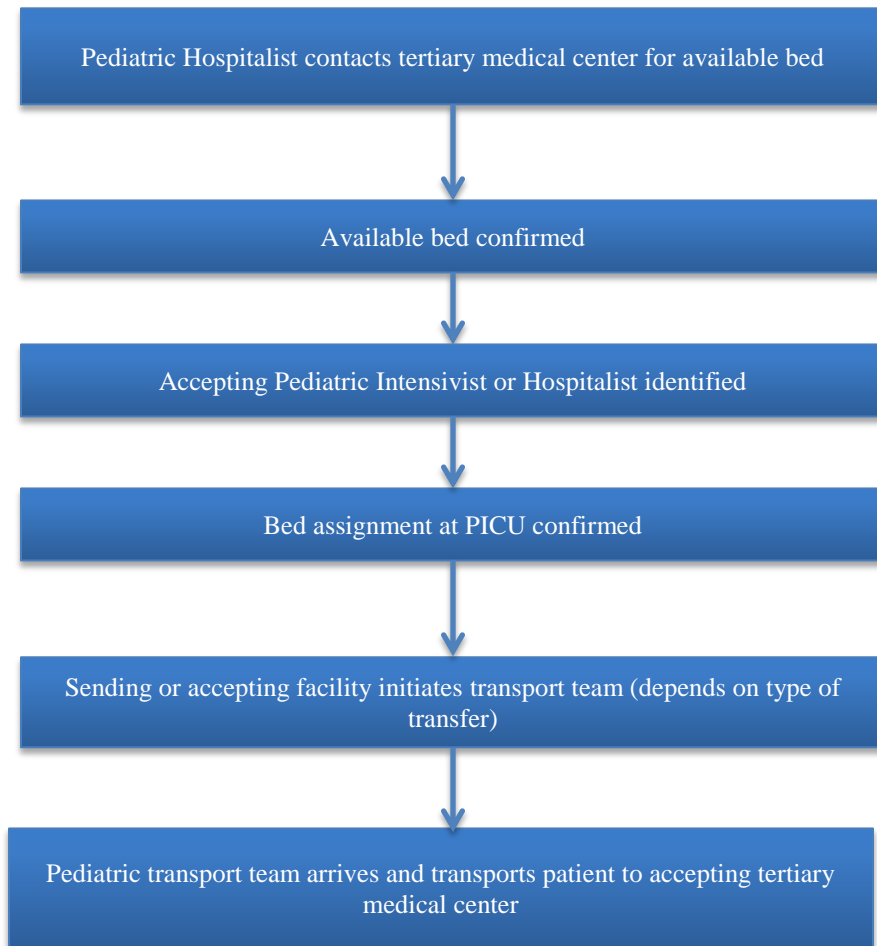 Pediatric Hospitalist contacts tertiary medical center for available bed
Available bed confirmed
Accepting Pediatric Intensivist or Hospitalist identified
Bed assignment at PICU confirmed
Sending or accepting facility initiates transport team (depends on type of
transfer)
Pediatric transport team arrives and transports patient to accepting tertiary
medical center